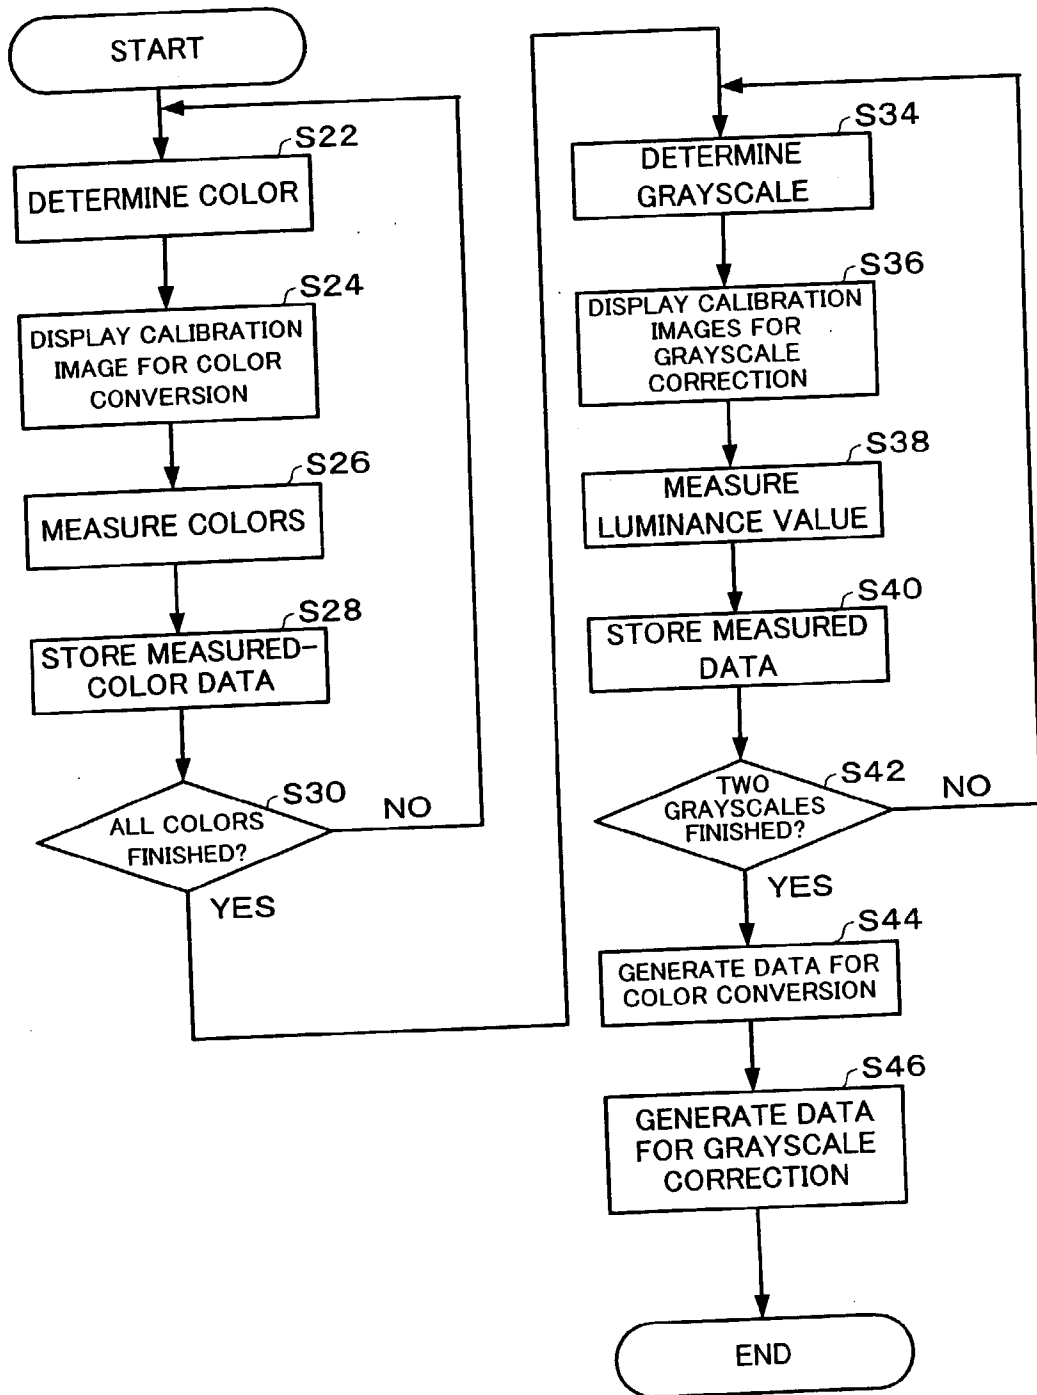 START
S22
DETERMINE COLOR
S24
DISPLAY CALIBRATION
IMAGE FOR COLOR
CONVERSION
S26
MEASURE COLORS
S28
STORE MEASURED-
COLOR DATA
S30
ALL COLORS
FINISHED?
NO
YES
S34
DETERMINE
GRAYSCALE
S36
DISPLAY CALIBRATION
IMAGES FOR
GRAYSCALE
CORRECTION
S38
MEASURE
LUMINANCE VALUE
S40
STORE MEASURED
DATA
S42
TWO
GRAYSCALES
FINISHED?
NO
YES
S44
GENERATE DATA FOR
COLOR CONVERSION
S46
GENERATE DATA
FOR GRAYSCALE
CORRECTION
END